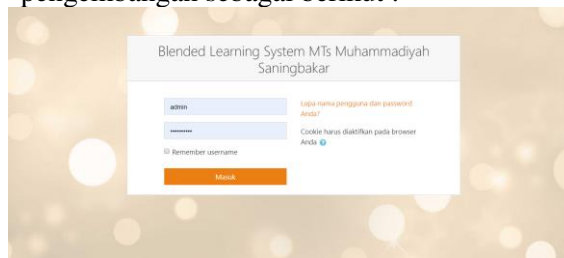 pengembangan sebagai berikut :
Blended Learning System MTs Muhammadiyah
Saningbakar
admin
Lupa nama pengguna dan password
Anda?
Cookie harus diaktifkan pada browser
Anda
Remember username
Masuk